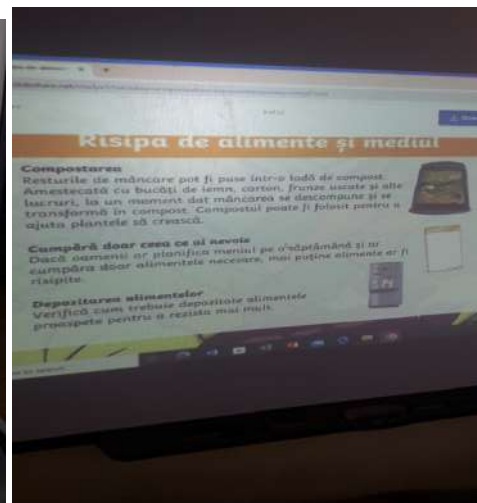 Risipa de alimente și mediul
Compostarea
Resturile de mâncare pot fi puse într-o ladă de compost.
Amestecată cu bucăți de lemn, carton, frunze uscate și alte
lucruri, la un moment dat mâncarea se descompune și se
transformă în compost. Compostul poate fi folosit pentru a
ajuta plantele să crească.
Cumpără doar ceea ce ai nevoie
Dacă oamenii ar planifica meniul pe o săptămână și ar
cumpăra doar alimentele necesare, mai puține alimente ar fi
risipite.
Depozitarea alimentelor
Verifică cum trebuie depozitate alimentele
proaspete pentru a rezista mai mult.